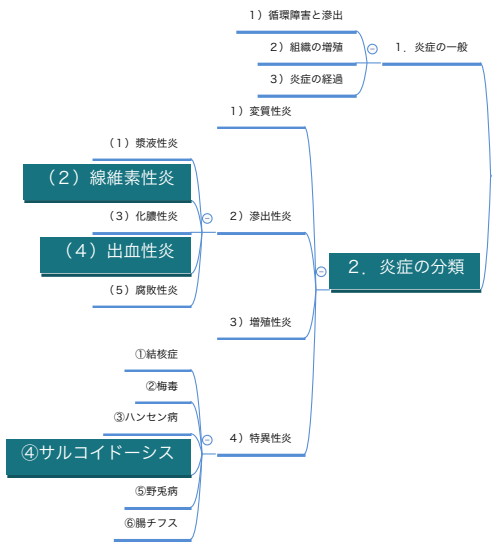 1）循環障害と滲出
2）組織の増殖
1．炎症の一般
3）炎症の経過
1）変質性炎
（1）漿液性炎
（2）線維素性炎
（3）化膿性炎
2）滲出性炎
（4）出血性炎
2．炎症の分類
（5）腐敗性炎
3）増殖性炎
①結核症
②梅毒
③ハンセン病
4）特異性炎
④サルコイドーシス
⑤野兎病
⑥腸チフス